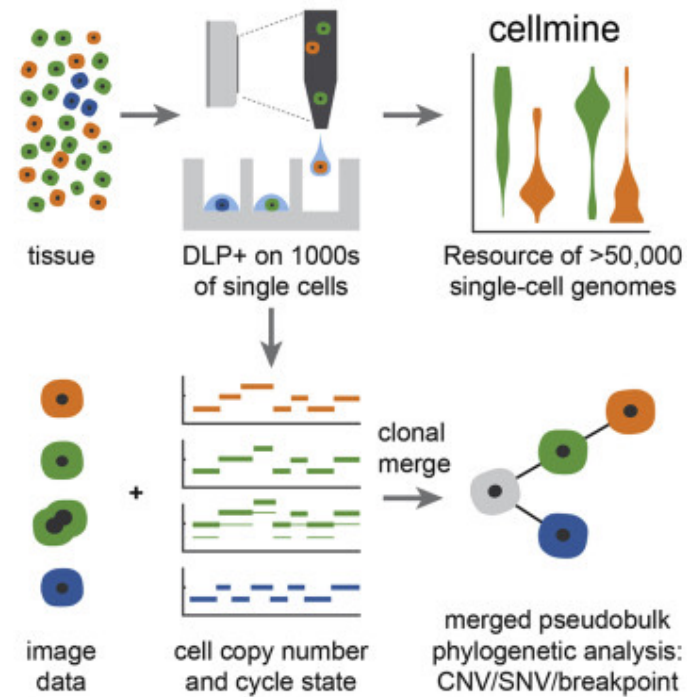 cellmine
tissue
DLP+ on 1000s
of single cells
Resource of >50,000
single-cell genomes
+
clonal
merge
image
data
cell copy number
and cycle state
merged pseudobulk
phylogenetic analysis:
CNV/SNV/breakpoint